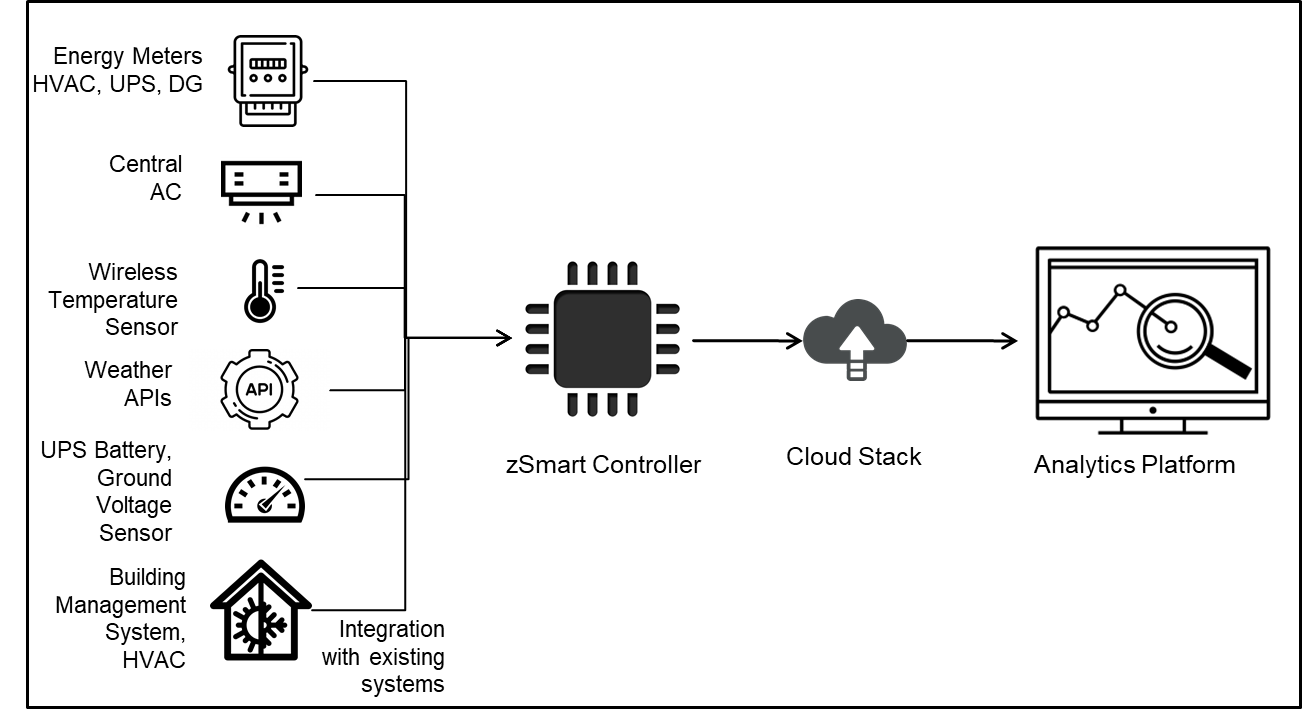 Energy Meters
HVAC, UPS, DG
Central
AC
Wireless
Temperature
Sensor
Weather
APIs
API
UPS Battery,
Ground
Voltage
Sensor
Building
Management
System,
HVAC
Integration
with existing
systems
zSmart Controller
Cloud Stack
Analytics Platform